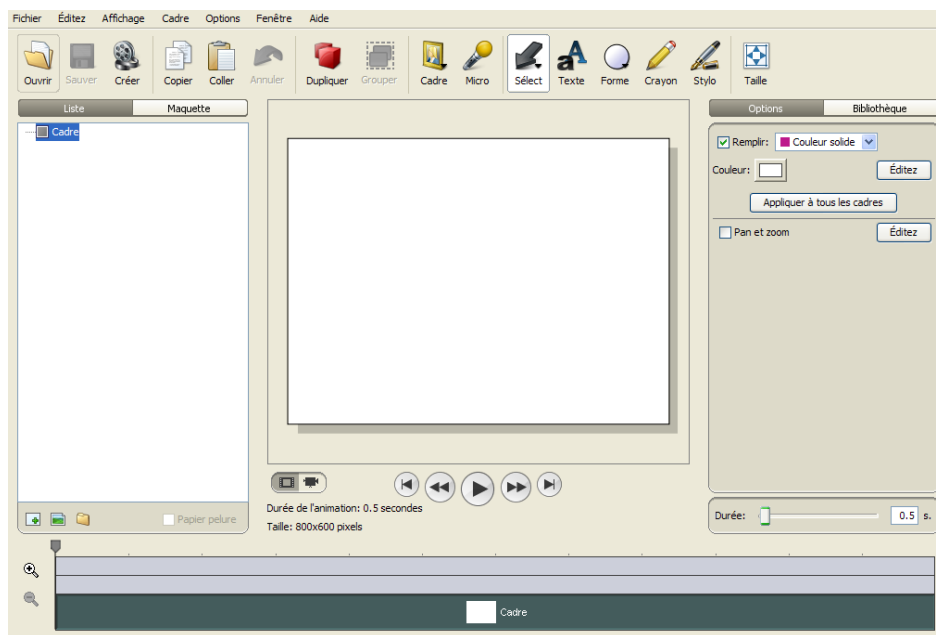 Fichier Éditez Affichage Cadre Options Fenêtre Aide
Ouvrir Sauver Créer Copier Coller Annuler Dupliquer Grouper Cadre Micro Sélect Texte Forme Crayon Stylo Taille
Liste Maquette Options Bibliothèque
Cadre
Remplir: Couleur solide
Couleur: Éditez
Appliquer à tous les cadres
Pan et zoom Éditez
Papier pelure
Durée de l'animation: 0.5 secondes
Taille: 800x600 pixels
Durée: 0.5 s.
Cadre